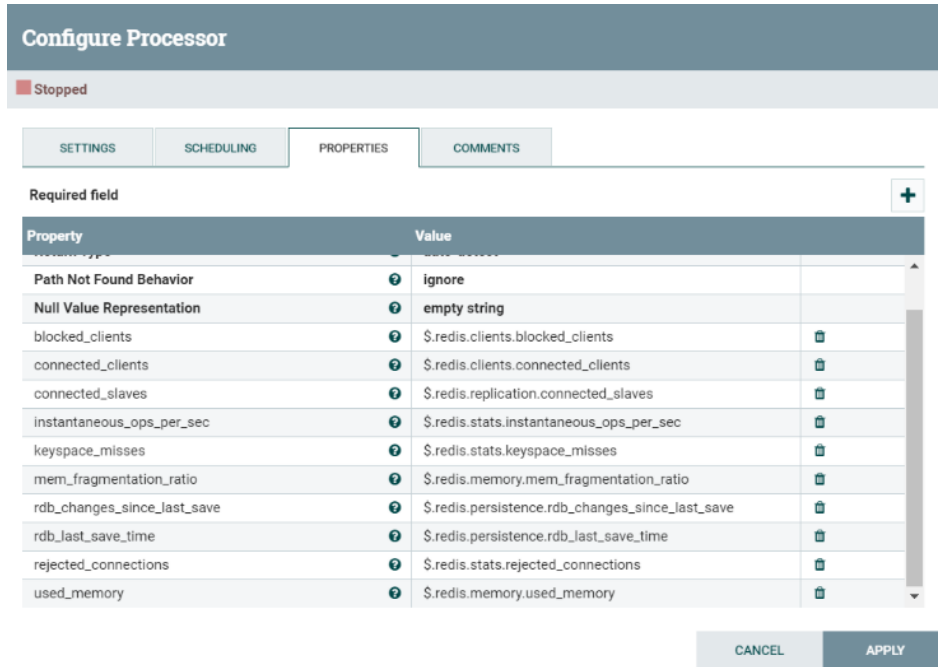 Configure Processor
Stopped
SETTINGS SCHEDULING PROPERTIES COMMENTS
Required field
Property Value
Path Not Found Behavior ignore
Null Value Representation empty string
blocked_clients $.redis.clients.blocked_clients
connected_clients $.redis.clients.connected_clients
connected_slaves $.redis.replication.connected_slaves
instantaneous_ops_per_sec $.redis.stats.instantaneous_ops_per_sec
keyspace_misses $.redis.stats.keyspace_misses
mem_fragmentation_ratio $.redis.memory.mem_fragmentation_ratio
rdb_changes_since_last_save $.redis.persistence.rdb_changes_since_last_save
rdb_last_save_time $.redis.persistence.rdb_last_save_time
rejected_connections $.redis.stats.rejected_connections
used_memory $.redis.memory.used_memory
CANCEL APPLY